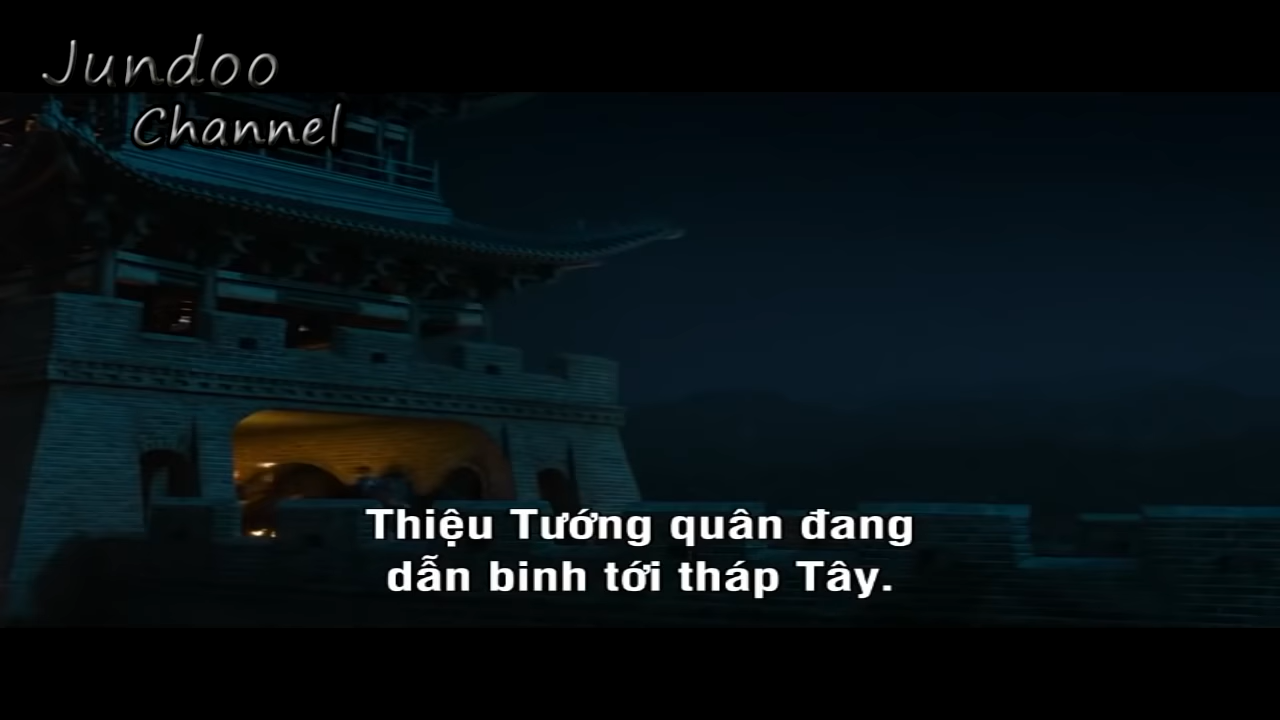 Jundoo
Channel
Thiệu Tướng quân đang
dẫn binh tới tháp Tây.